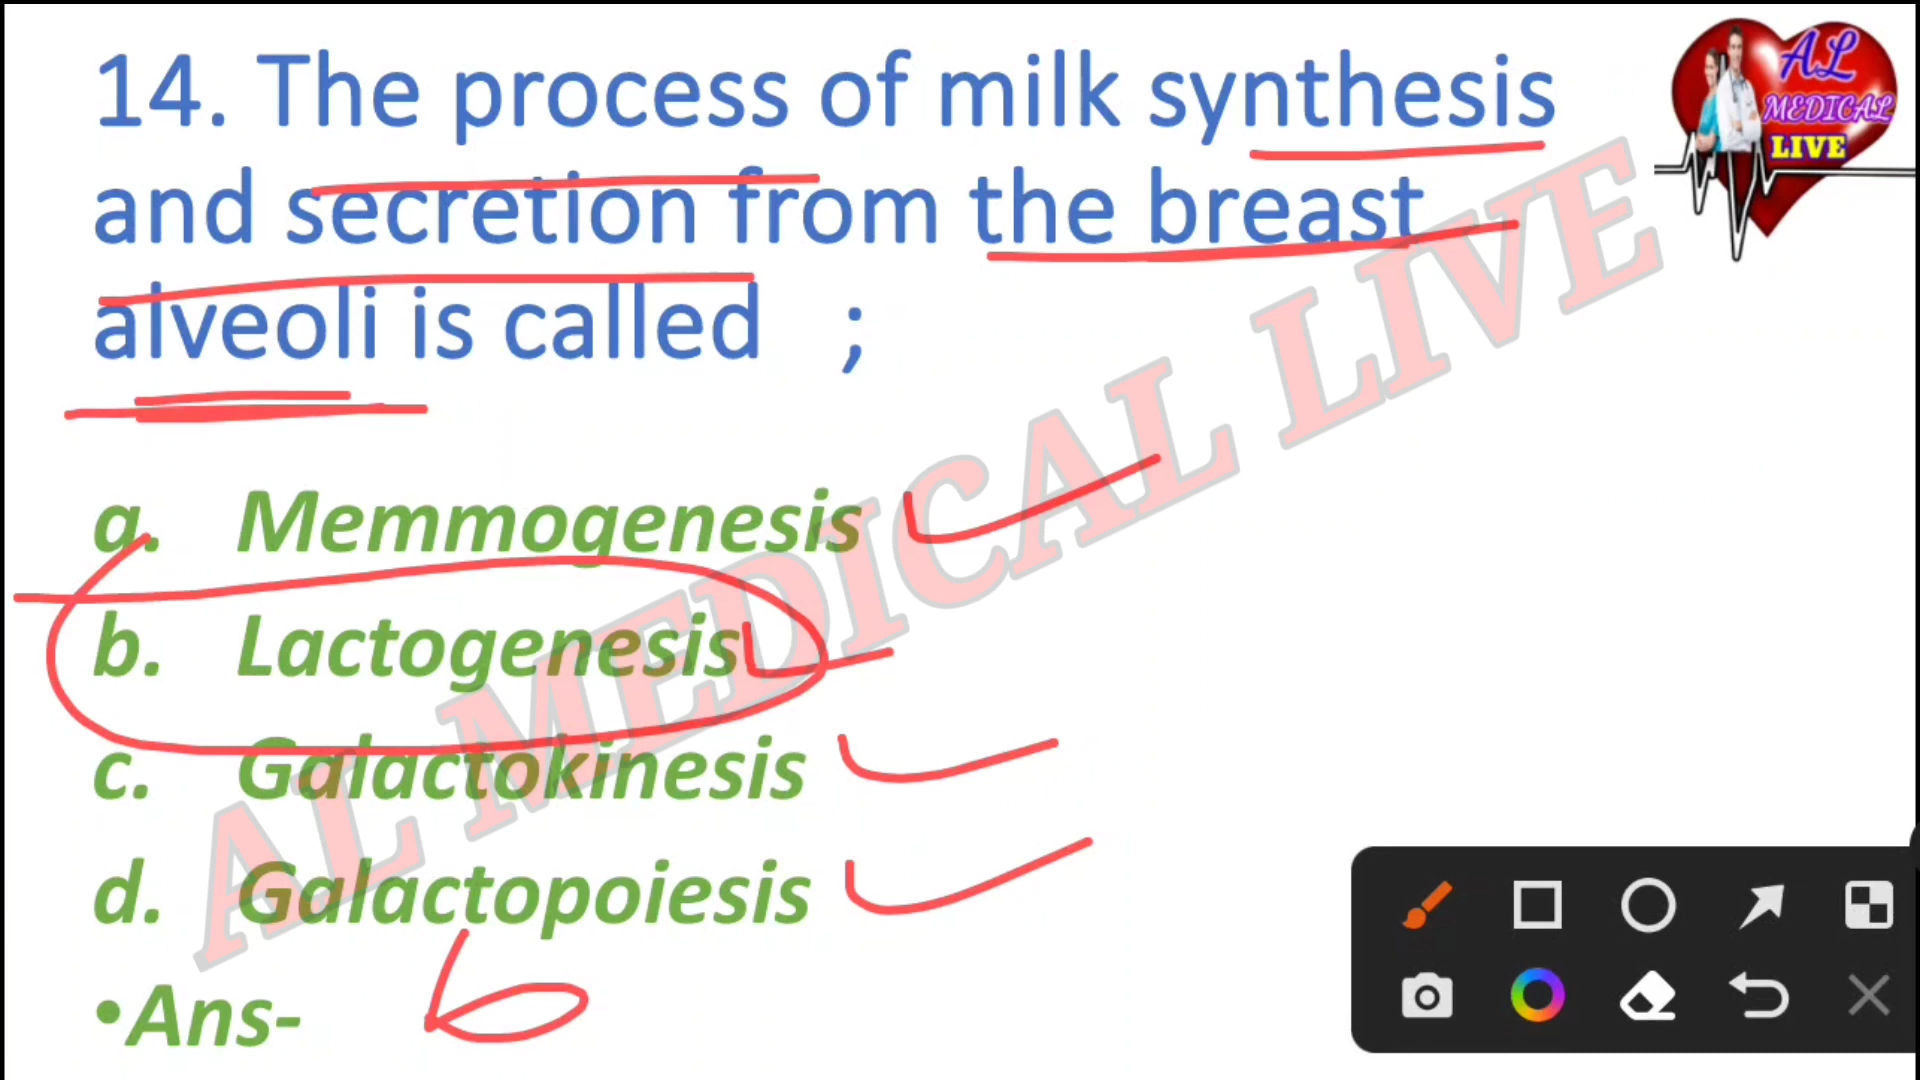 14. The process of milk synthesis
and secretion from the breast
alveoli is called ;
a. Memmogenesis
b. Lactogenesis
c. Galactokinesis
d. Galactopoiesis
•Ans- b
AL
MEDICAL
LIVE
AL MEDICAL LIVE